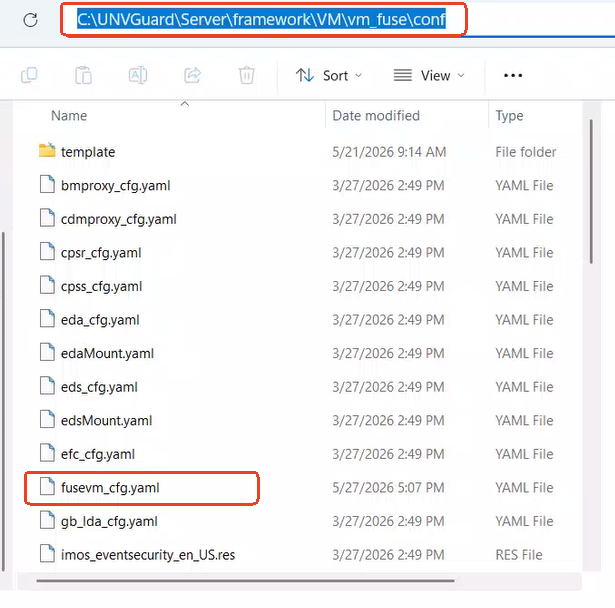 C:\UNVGuard\Server\framework\VM\vm_fuse\conf
Sort View
Name Date modified Type
template 5/21/2026 9:14 AM File folder
bmproxy_cfg.yaml 3/27/2026 2:49 PM YAML File
cdmproxy_cfg.yaml 3/27/2026 2:49 PM YAML File
cpsr_cfg.yaml 3/27/2026 2:49 PM YAML File
cpss_cfg.yaml 3/27/2026 2:49 PM YAML File
eda_cfg.yaml 3/27/2026 2:49 PM YAML File
edaMount.yaml 3/27/2026 2:49 PM YAML File
eds_cfg.yaml 3/27/2026 2:49 PM YAML File
edsMount.yaml 3/27/2026 2:49 PM YAML File
efc_cfg.yaml 3/27/2026 2:49 PM YAML File
fusevm_cfg.yaml 5/27/2026 5:07 PM YAML File
gb_lda_cfg.yaml 3/27/2026 2:49 PM YAML File
imos_eventsecurity_en_US.res 3/27/2026 2:49 PM RES File